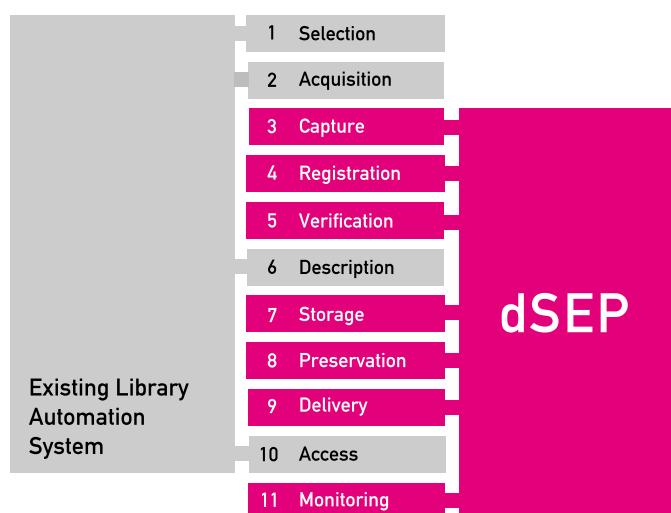 1 Selection
2 Acquisition
3 Capture
4 Registration
5 Verification
6 Description
7 Storage
8 Preservation
9 Delivery
10 Access
11 Monitoring
Existing Library
Automation
System
dSEP